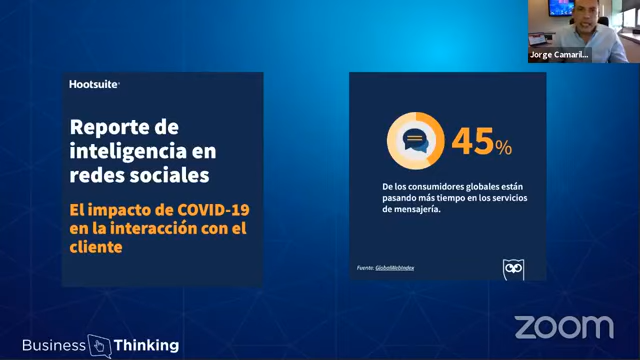 Jorge Camaril...
Hootsuite
Reporte de
inteligencia en
redes sociales
El impacto de COVID-19
en la interacción con el
cliente
45%
De los consumidores globales están
pasando más tiempo en los servicios
de mensajería.
Fuente: GlobalWebIndex
Business Thinking
zoom